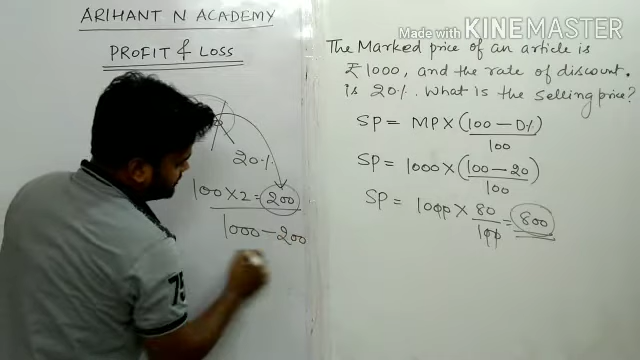 ARIHANT N ACADEMY
PROFIT & LOSS
20%
100 × 2 = 200
1000 − 200
75
Made with KINEMASTER
The Marked price of an article is
₹1000, and the rate of discount.
is 20%. What is the selling price?
SP = MP × (100 − D%)
100
SP = 1000 × (100 − 20)
100
SP = 1000 × 80
100
= 800